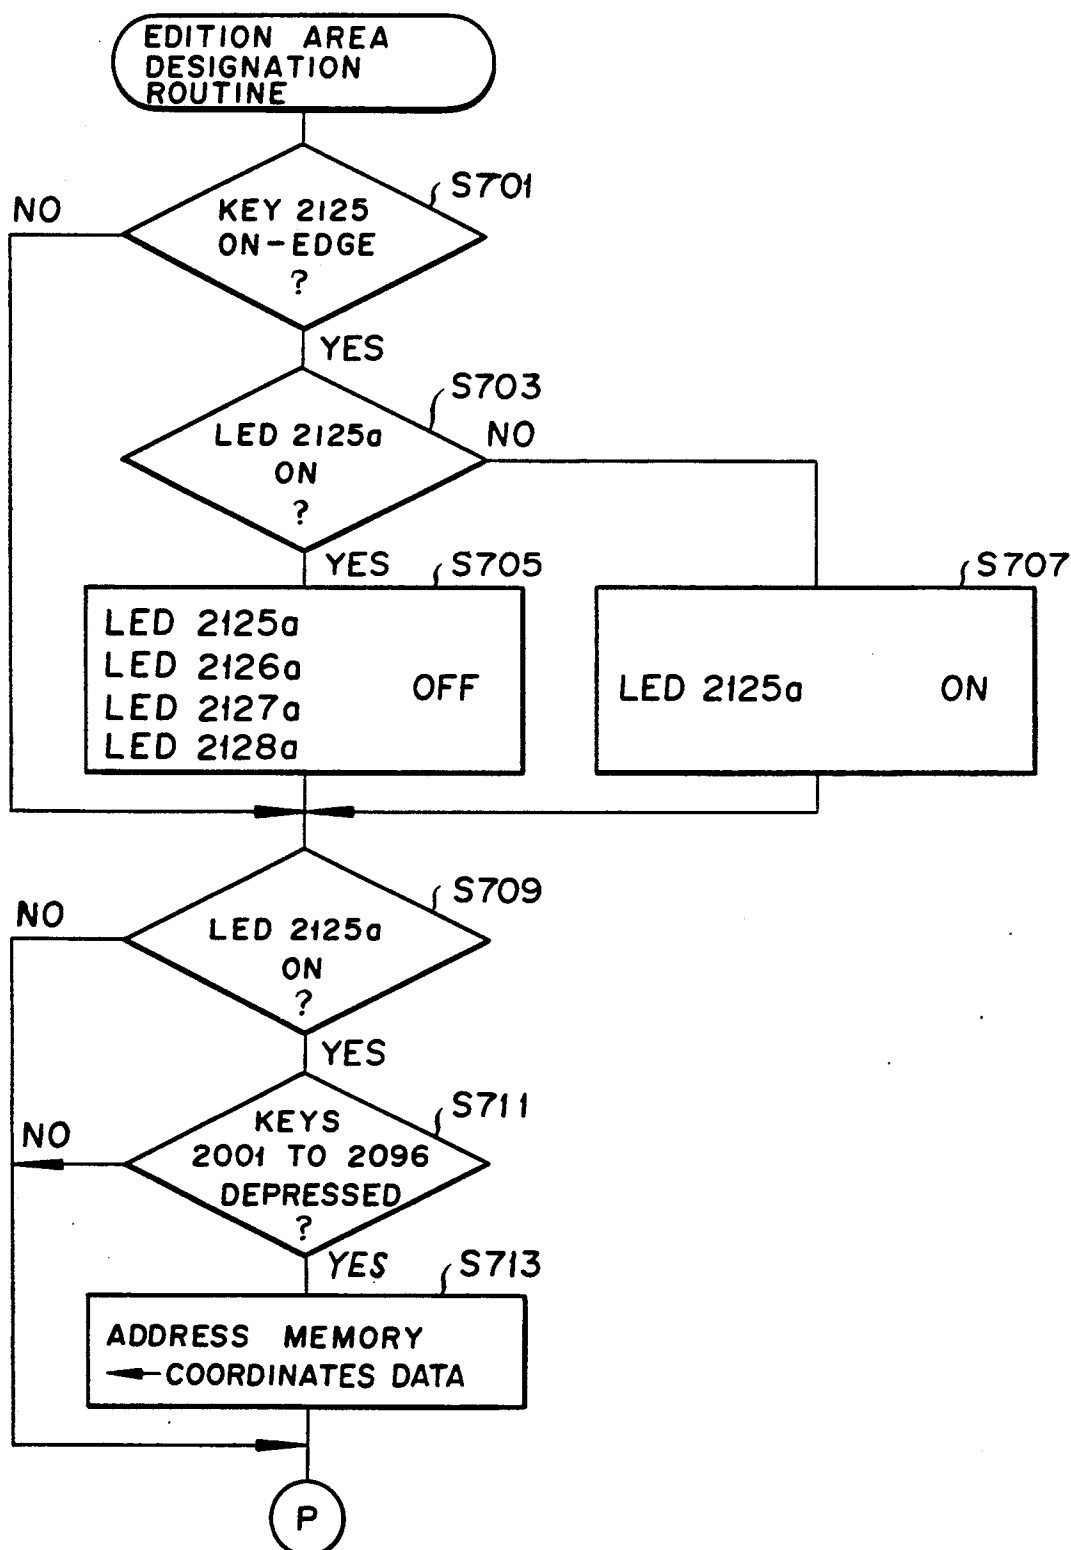 EDITION AREA
DESIGNATION
ROUTINE
S701
NO
KEY 2125
ON-EDGE
?
YES
S703
LED 2125a
NO
ON
?
YES
S705
S707
LED 2125a
LED 2126a
OFF
LED 2127a
LED 2128a
LED 2125a ON
S709
NO
LED 2125a
ON
?
YES
S711
KEYS
NO
2001 TO 2096
DEPRESSED
?
YES
S713
ADDRESS MEMORY
← COORDINATES DATA
P